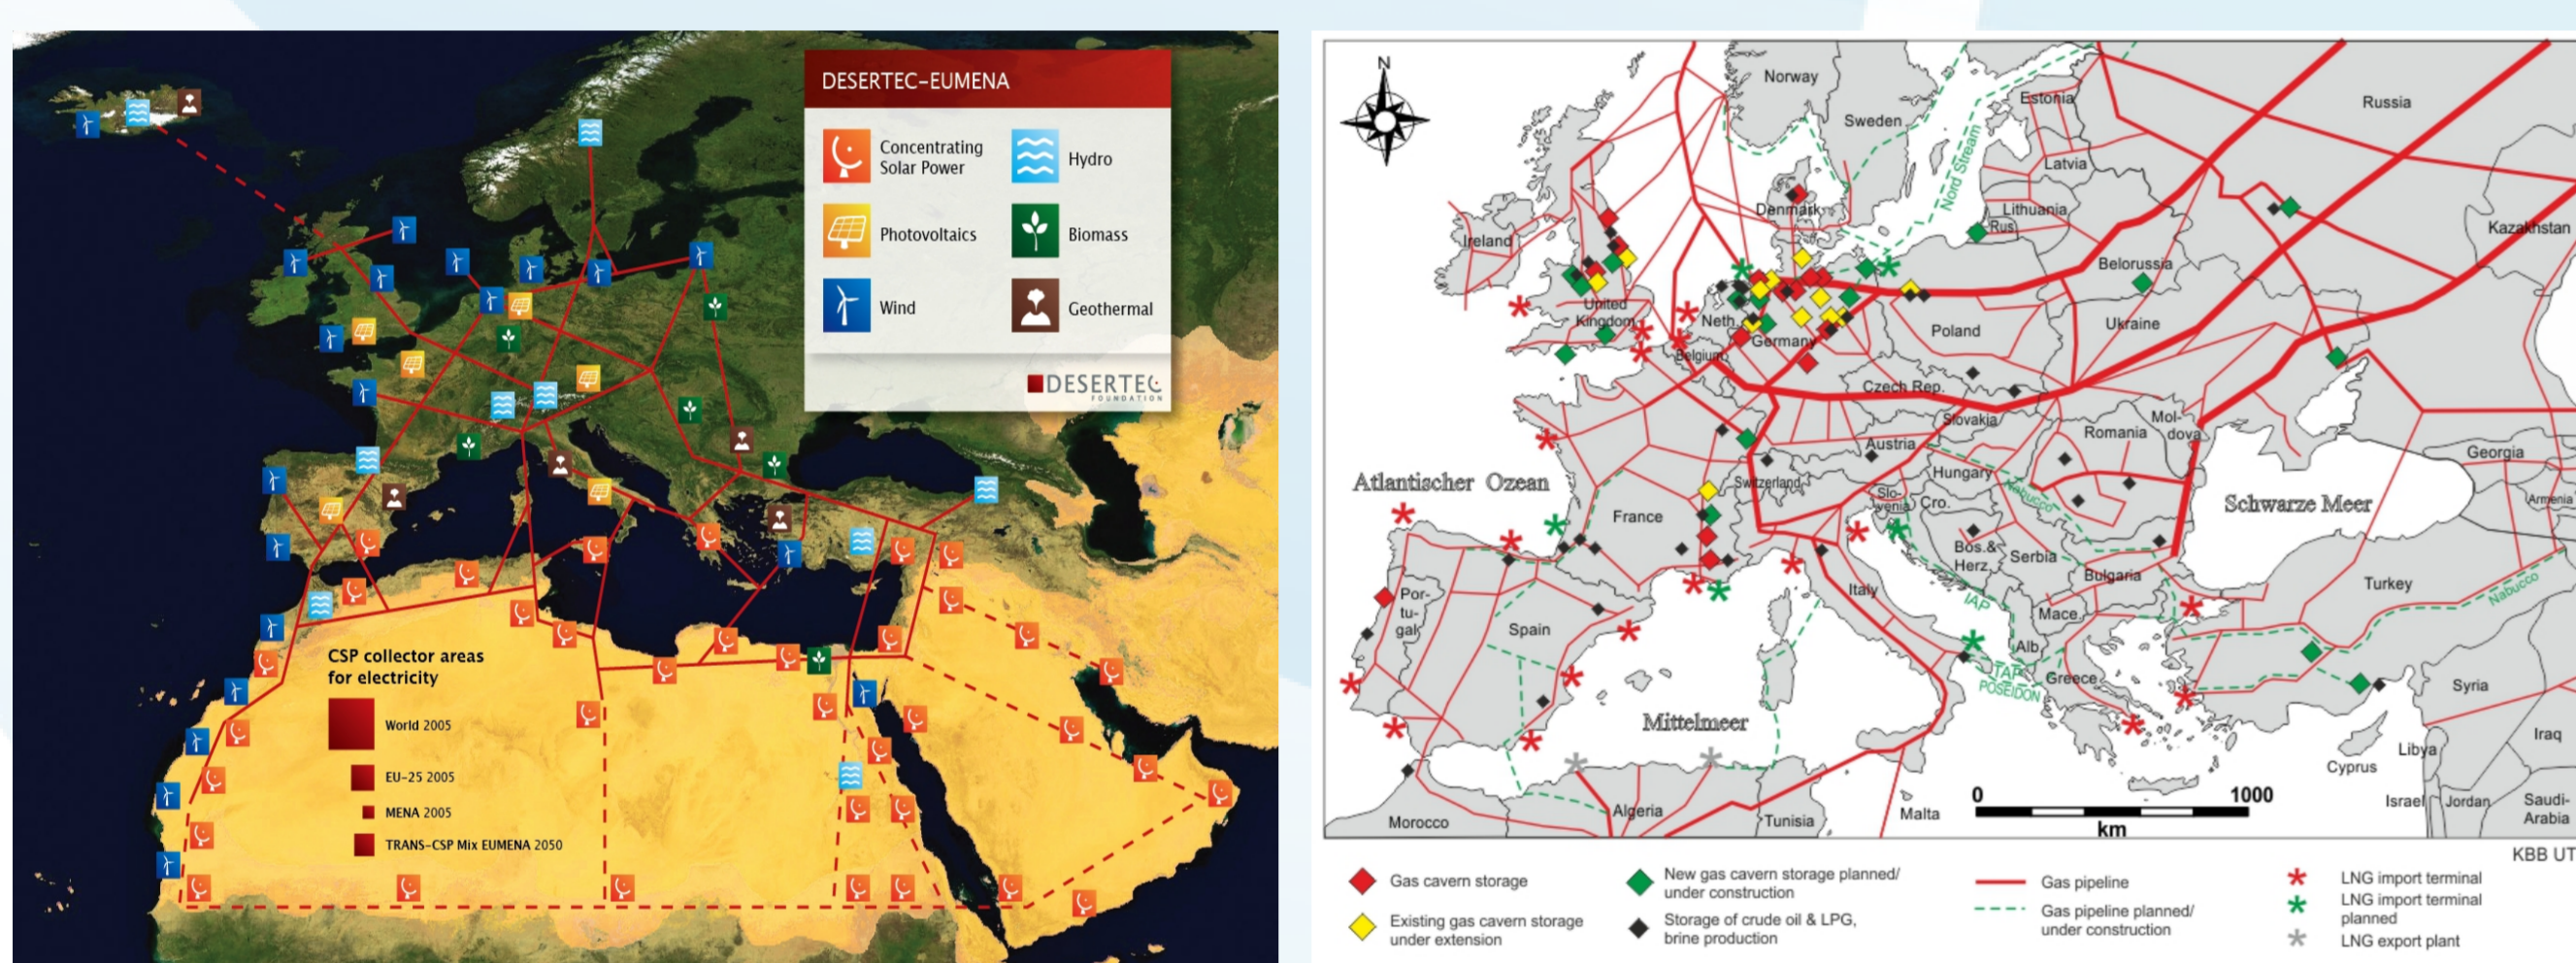 DESERTEC-EUMENA
Concentrating
Solar Power
Hydro
Photovoltaics
Biomass
Wind
Geothermal
DESERTEC
FOUNDATION
CSP collector areas
for electricity
World 2005
EU-25 2005
MENA 2005
TRANS-CSP Mix EUMENA 2050
N
Norway
Sweden
Estonia
Russia
Latvia
Nord Stream
Denmark
Lithuania
Rus.
Ireland
Kazakhstan
Belorussia
United
Kingdom
Neth.
Germany
Poland
Ukraine
Belgium
Czech Rep.
Slovakia
Mol-
dova
Romania
Austria
Georgia
Atlantischer Ozean
Switzerland
Hungary
Nabucco
Slo-
venia
Cro.
Armenia
Schwarze Meer
France
Bos.&
Herz.
Serbia
Bulgaria
Italy
IAP
Turkey
Nabucco
Por-
tu-
gal
Spain
Mace.
Alb.
TAP
POSEIDON
Greece
Syria
Mittelmeer
Iraq
Libya
Cyprus
0
1000
km
Israel
Jordan
Saudi-
Arabia
Morocco
Algeria
Tunisia
Malta
KBB UT
Gas cavern storage
New gas cavern storage planned/
under construction
Existing gas cavern storage
under extension
Storage of crude oil & LPG,
brine production
Gas pipeline
Gas pipeline planned/
under construction
LNG import terminal
LNG import terminal
planned
LNG export plant